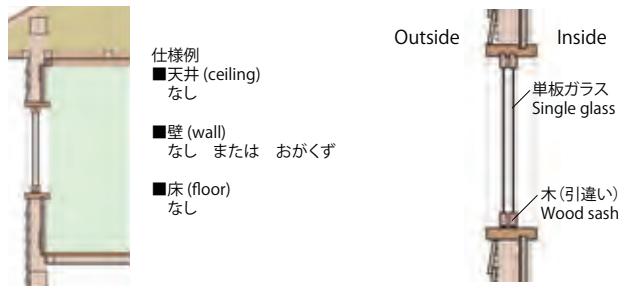 仕様例
■天井 (ceiling)
なし
■壁 (wall)
なし または おがくず
■床 (floor)
なし
Outside
Inside
単板ガラス
Single glass
木(引違い)
Wood sash